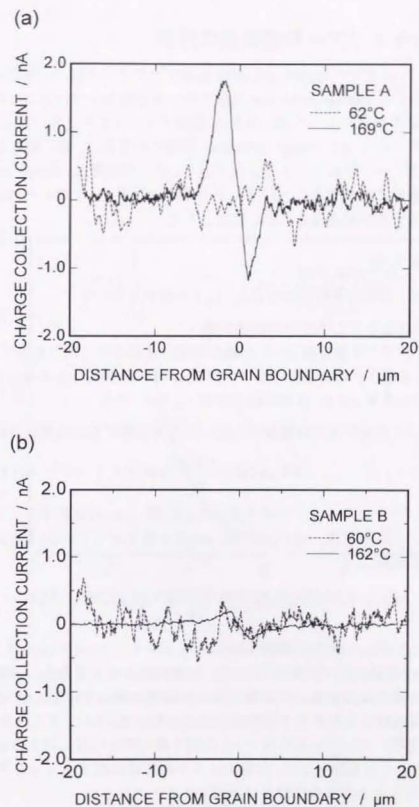 (a)
CHARGE COLLECTION CURRENT / nA
2.0
1.0
0
-1.0
2.0
SAMPLE A
62°C
169°C
-20
-10
0
10
20
DISTANCE FROM GRAIN BOUNDARY / μm
(b)
CHARGE COLLECTION CURRENT / nA
2.0
1.0
0
-1.0
-2.0
SAMPLE B
60°C
162°C
-20
-10
0
10
20
DISTANCE FROM GRAIN BOUNDARY / μm